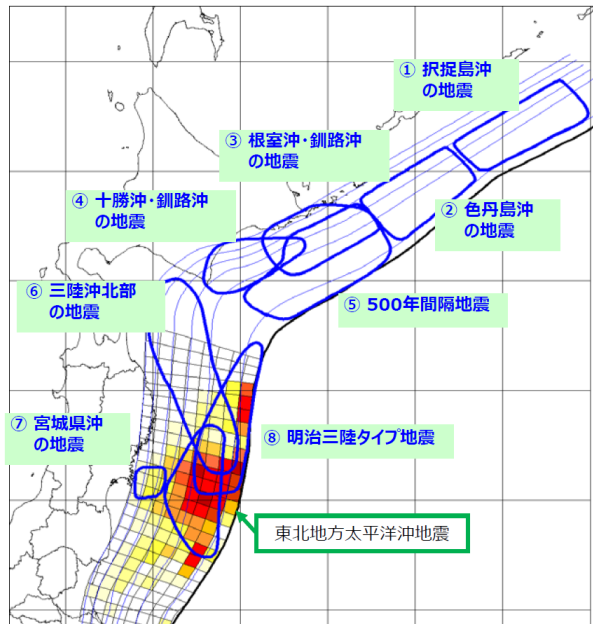 ① 択捉島沖
の地震
③ 根室沖・釧路沖
の地震
④ 十勝沖・釧路沖
の地震
② 色丹島沖
の地震
⑥ 三陸沖北部
の地震
⑤ 500年間隔地震
⑦ 宮城県沖
の地震
⑧ 明治三陸タイプ地震
東北地方太平洋沖地震